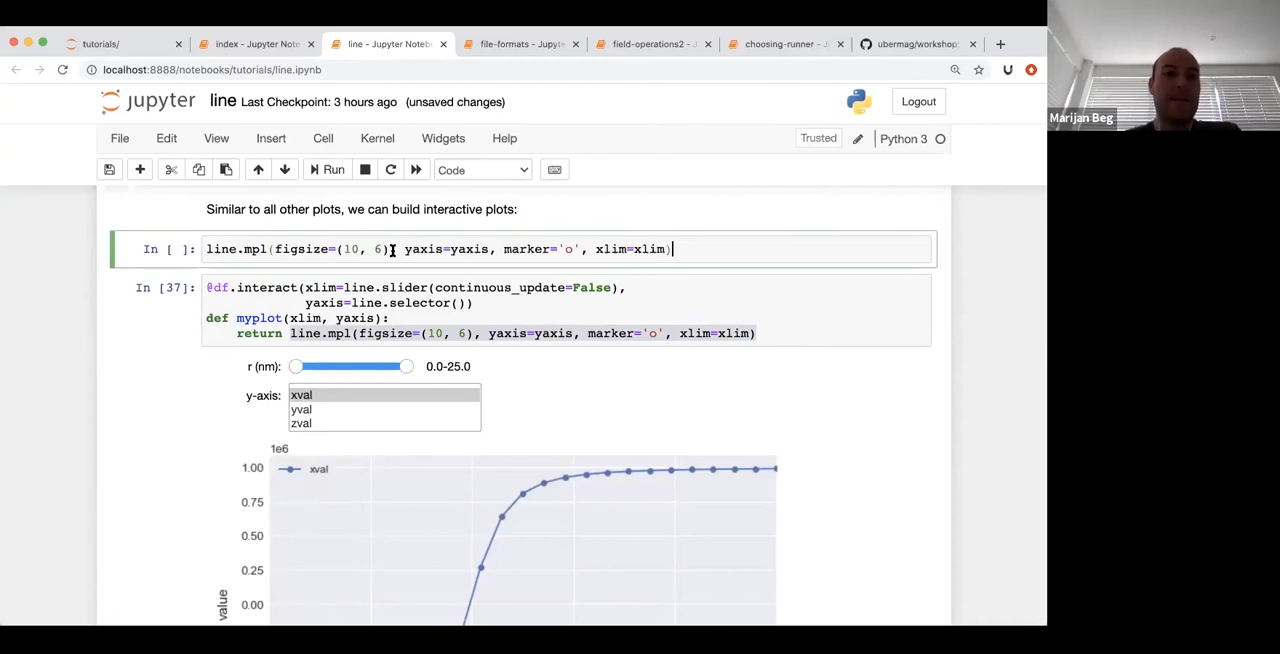 tutorials/
index - Jupyter Note
line - Jupyter Notebo
file-formats - Jupyte
field-operations2 - J
choosing-runner - Ji
ubermag/workshop:
localhost:8888/notebooks/tutorials/line.ipynb
jupyter line Last Checkpoint: 3 hours ago (unsaved changes)
Logout
Marijan Beg
File Edit View Insert Cell Kernel Widgets Help
Trusted
Python 3
Run
Code
Similar to all other plots, we can build interactive plots:
In [ ]: line.mpl(figsize=(10, 6), yaxis=yaxis, marker='o', xlim=xlim)
In [37]: @df.interact(xlim=line.slider(continuous_update=False),
yaxis=line.selector())
def myplot(xlim, yaxis):
return line.mpl(figsize=(10, 6), yaxis=yaxis, marker='o', xlim=xlim)
r (nm): 0.0-25.0
y-axis: xval
yval
zval
1e6
1.00
xval
0.75
0.50
0.25
0.00
value